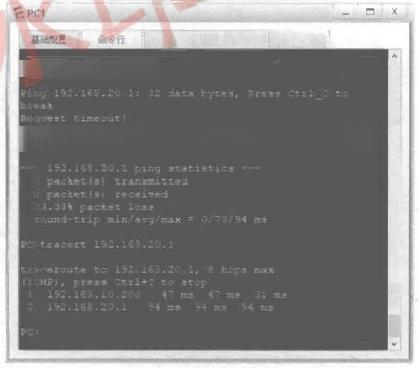 PC1
基础配置 命令行
Ping 192.168.20.1: 32 data bytes, Press Ctrl_C to
break
Request timeout!
--- 192.168.20.1 ping statistics ---
packet(s) transmitted
packet(s) received
33.33% packet loss
round-trip min/avg/max = 0/78/94 ms
PC>tracert 192.168.20.1
traceroute to 192.168.20.1, 8 hops max
(ICMP), press Ctrl+C to stop
1 192.168.10.200 47 ms 47 ms 31 ms
2 192.168.20.1 94 ms 94 ms 94 ms
PC>